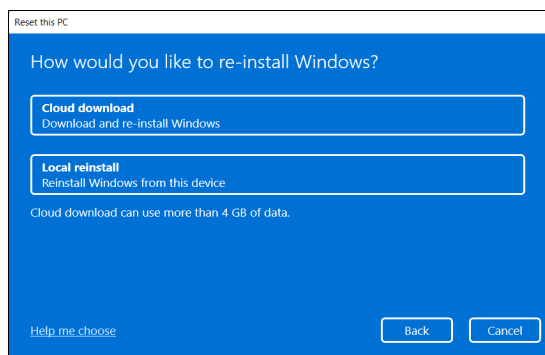 Reset this PC
How would you like to re-install Windows?
Cloud download
Download and re-install Windows
Local reinstall
Reinstall Windows from this device
Cloud download can use more than 4 GB of data.
Help me choose
Back
Cancel